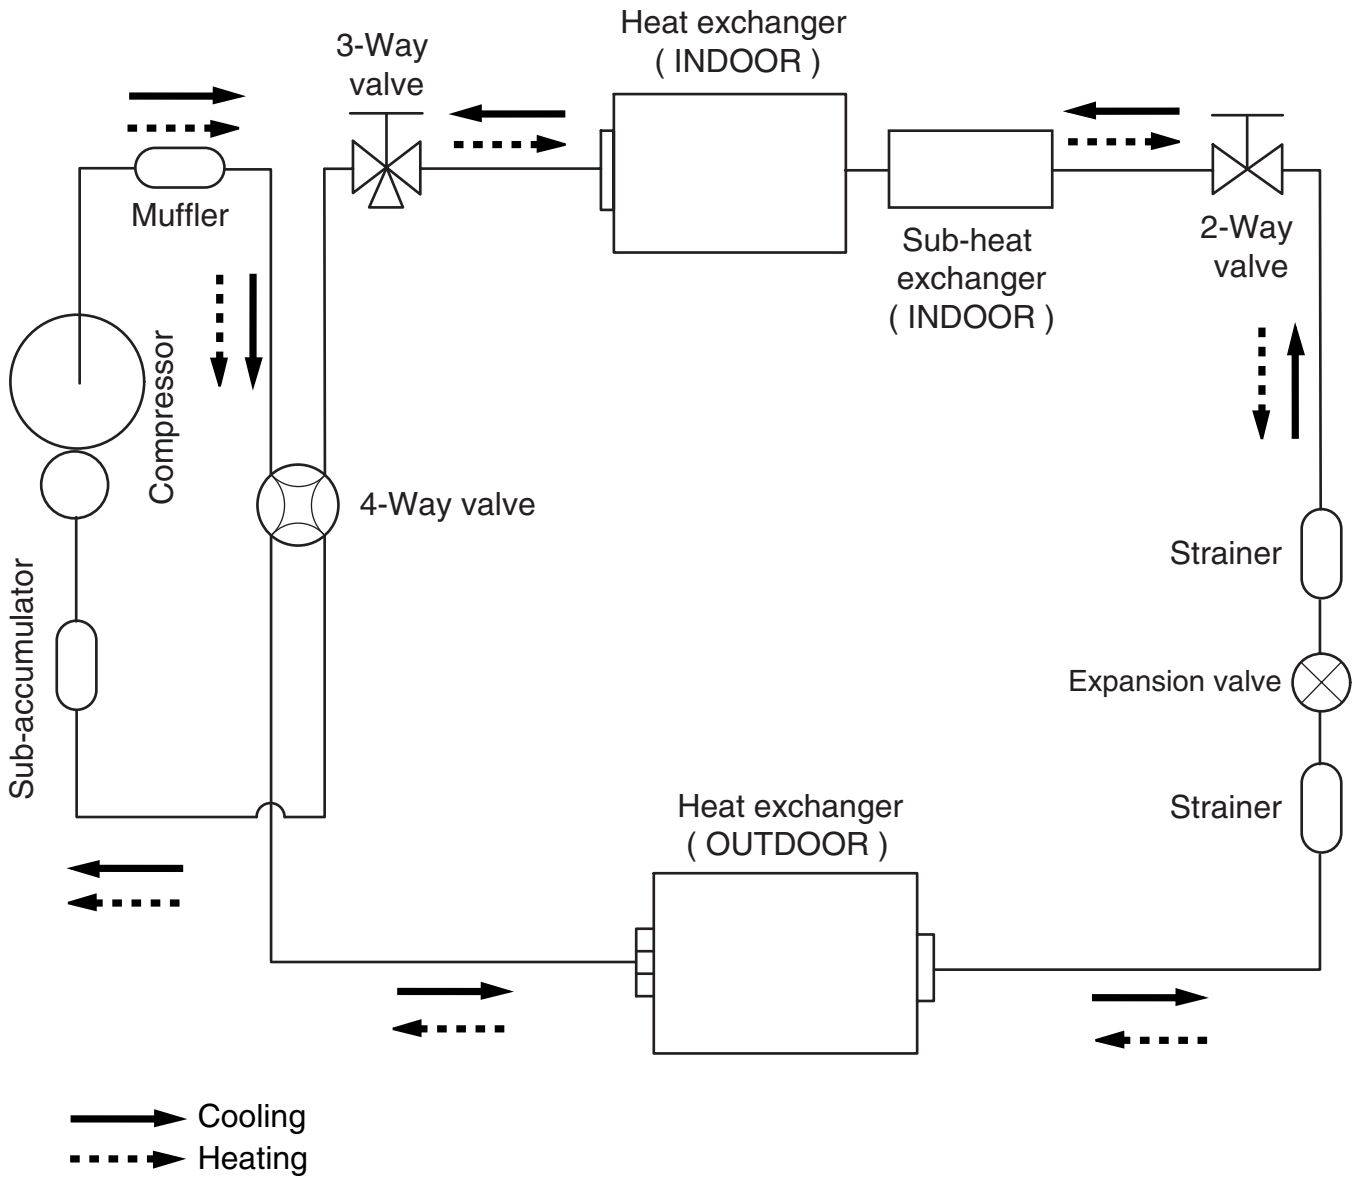 Heat exchanger
( INDOOR )
3-Way
valve
Muffler
Sub-heat
exchanger
( INDOOR )
2-Way
valve
Compressor
4-Way valve
Strainer
Sub-accumulator
Expansion valve
Strainer
Heat exchanger
( OUTDOOR )
Cooling
Heating